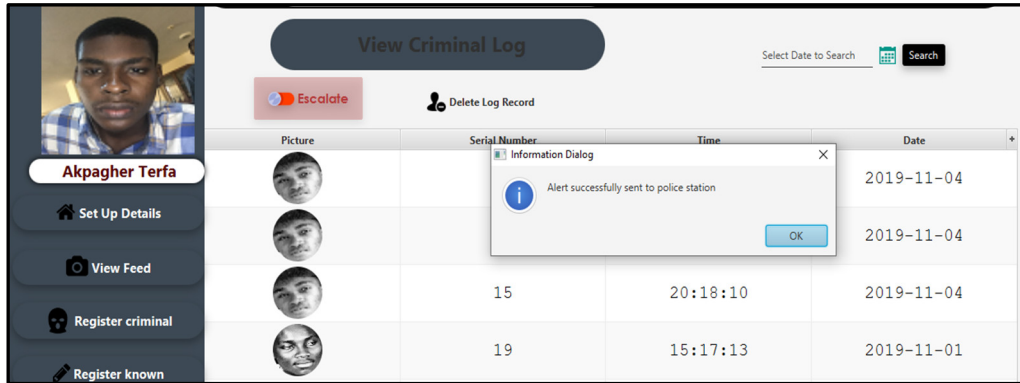 View Criminal Log
Select Date to Search
Search
Escalate
Delete Log Record
Picture Serial Number Time Date +
Akpagher Terfa
Set Up Details
View Feed
Register criminal
Register known
Information Dialog
Alert successfully sent to police station
OK
2019-11-04
2019-11-04
15 20:18:10 2019-11-04
19 15:17:13 2019-11-01